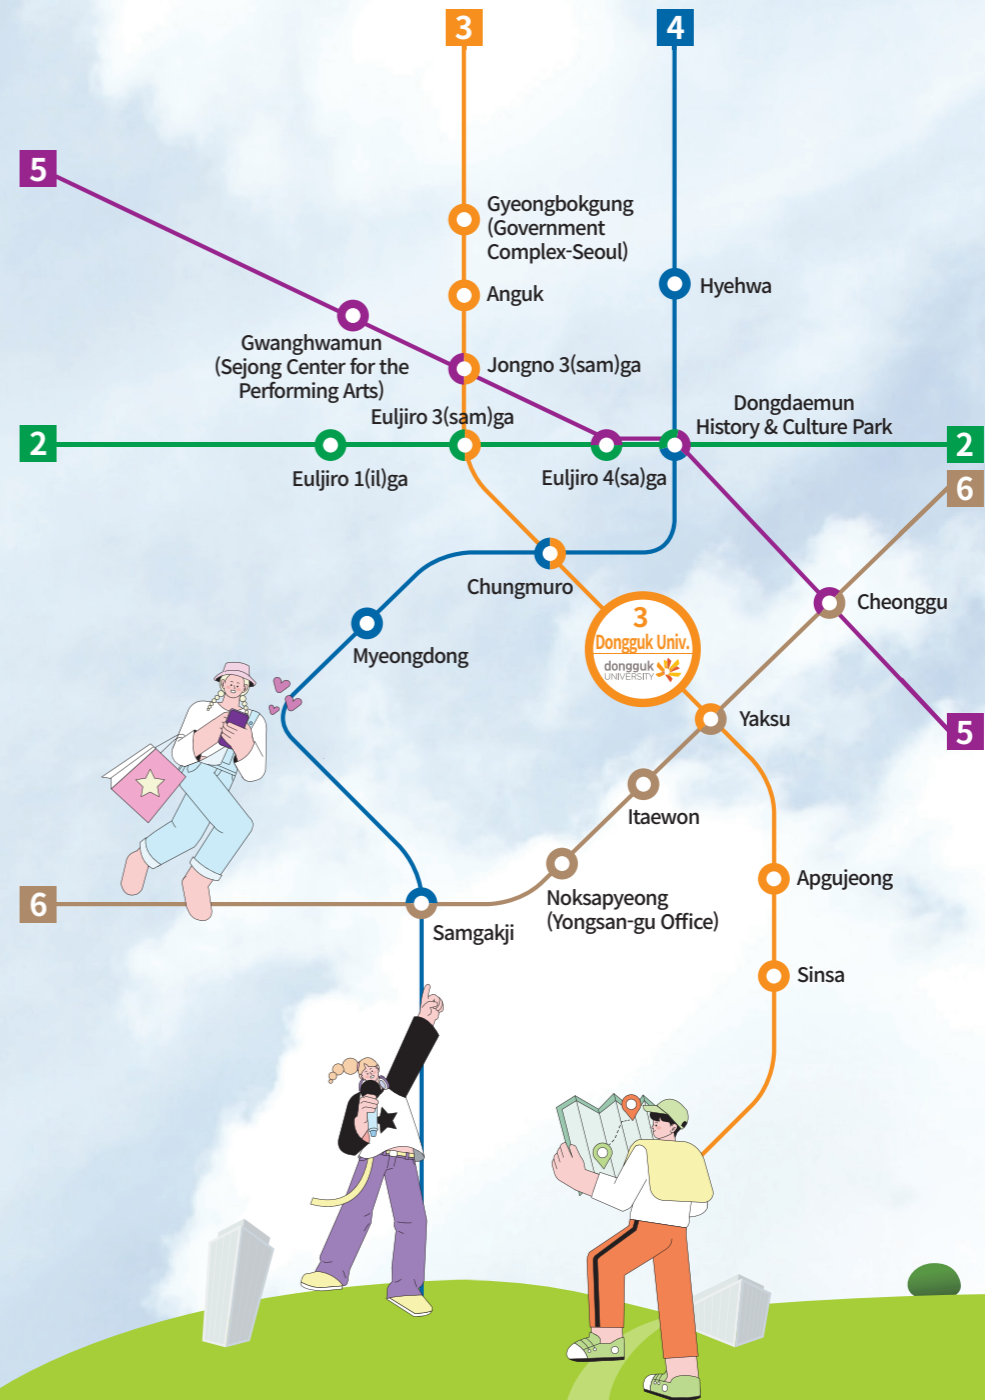 3
4
5
Gyeongbokgung
(Government
Complex-Seoul)
Hyehwa
Anguk
Gwanghwamun
(Sejong Center for the
Performing Arts)
Jongno 3(sam)ga
Euljiro 3(sam)ga
Dongdaemun
History & Culture Park
2
2
Euljiro 1(il)ga
Euljiro 4(sa)ga
6
Chungmuro
Cheonggu
3
Dongguk Univ.
dongguk
UNIVERSITY
Myeongdong
Yaksu
5
Itaewon
Apgujeong
6
Noksapyeong
(Yongsan-gu Office)
Samgakji
Sinsa